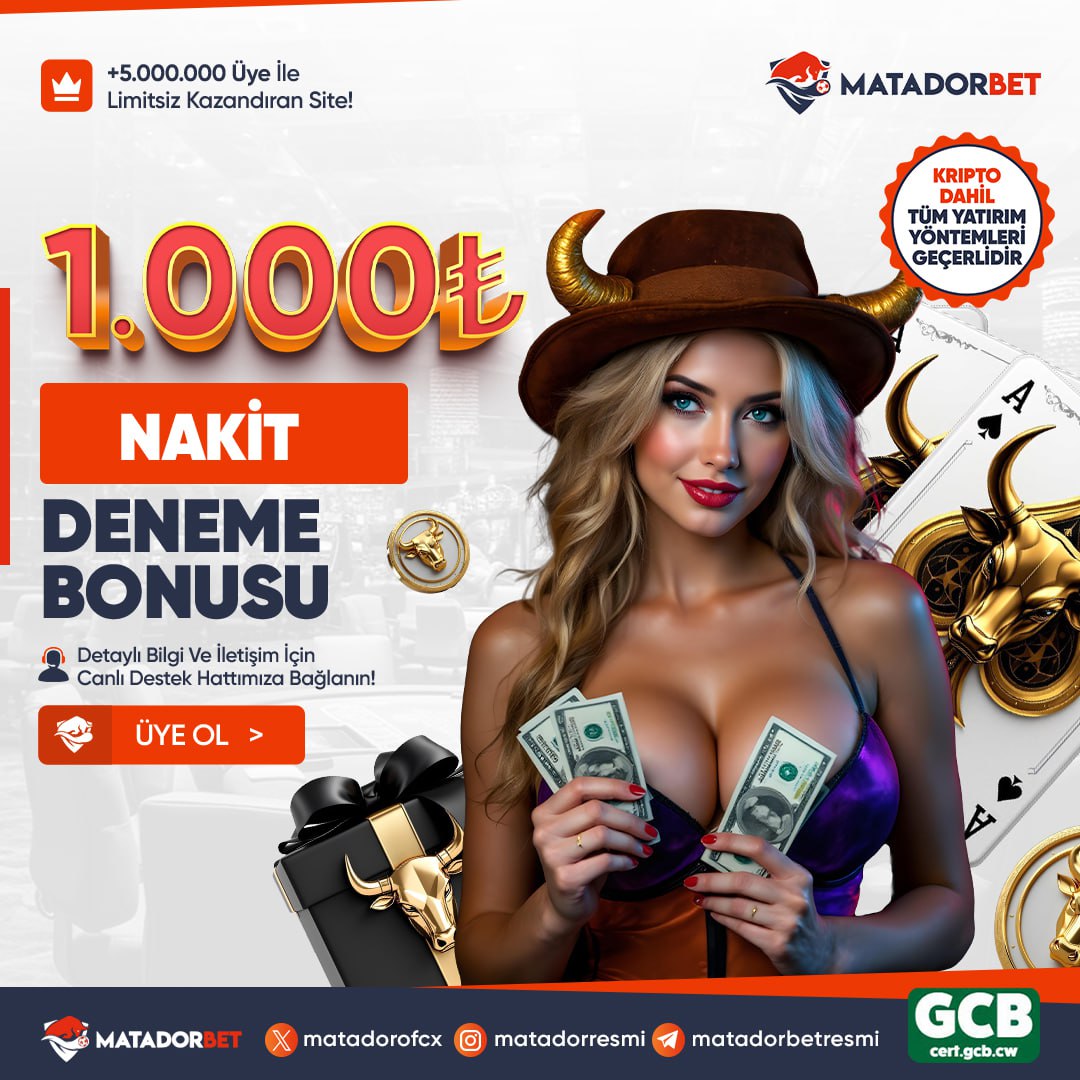 +5.000.000 Üye İle
Limitsiz Kazandıran Site!
MATADORBET
KRIPTO
DAHİL
TÜM YATIRIM
YÖNTEMLERİ
GEÇERLİDİR
1.000₺
NAKİT
DENEME
BONUSU
Detaylı Bilgi Ve İletişim İçin
Canlı Destek Hattımıza Bağlanın!
ÜYE OL >
A
A
A
MATADORBET
matadorofcx
matadorresmi
matadorbetresmi
GCB
cert.gcb.cw